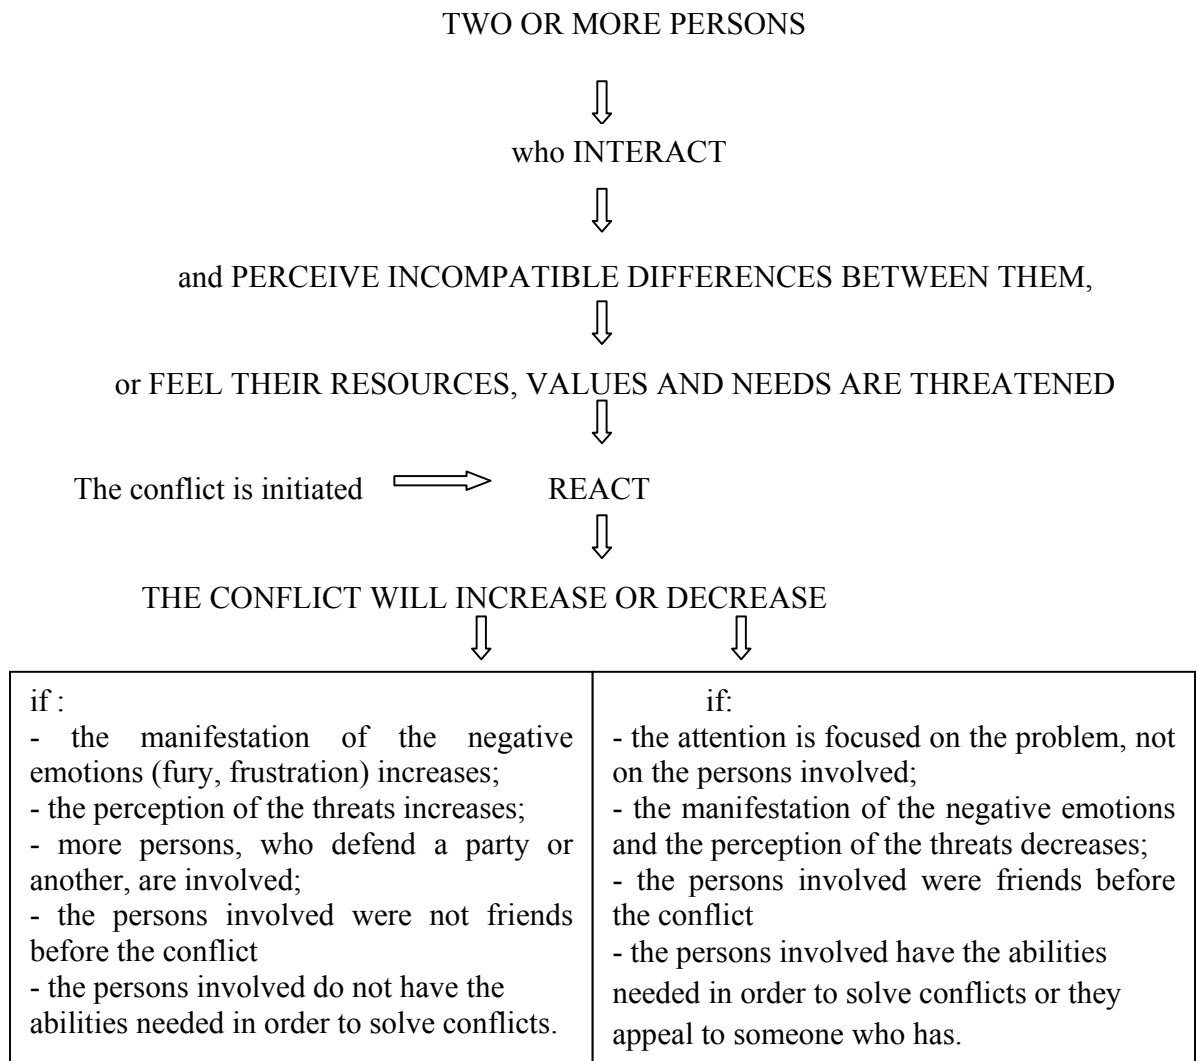 TWO OR MORE PERSONS
who INTERACT
and PERCEIVE INCOMPATIBLE DIFFERENCES BETWEEN THEM,
or FEEL THEIR RESOURCES, VALUES AND NEEDS ARE THREATENED
The conflict is initiated REACT
THE CONFLICT WILL INCREASE OR DECREASE
if :
- the manifestation of the negative
emotions (fury, frustration) increases;
- the perception of the threats increases;
- more persons, who defend a party or
another, are involved;
- the persons involved were not friends
before the conflict
- the persons involved do not have the
abilities needed in order to solve conflicts.
if:
- the attention is focused on the problem, not
on the persons involved;
- the manifestation of the negative emotions
and the perception of the threats decreases;
- the persons involved were friends before
the conflict
- the persons involved have the abilities
needed in order to solve conflicts or they
appeal to someone who has.